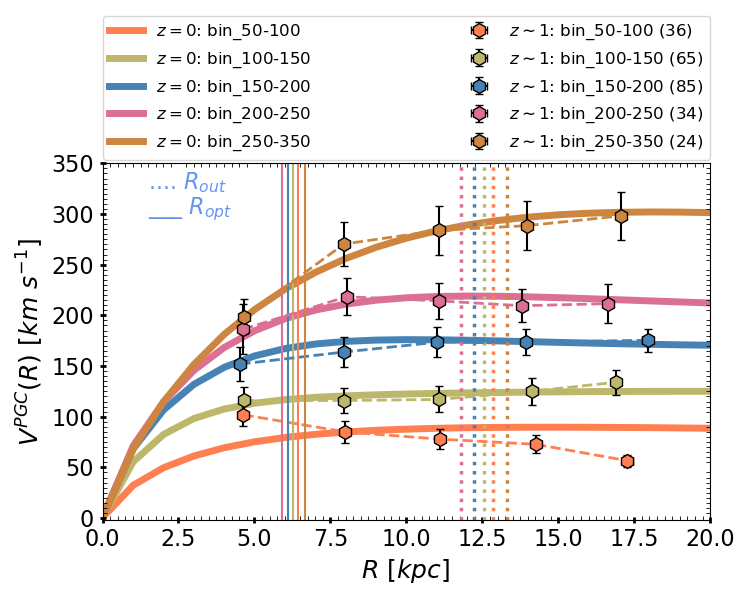 z = 0: bin_50-100
z = 0: bin_100-150
z = 0: bin_150-200
z = 0: bin_200-250
z = 0: bin_250-350
z ∼ 1: bin_50-100 (36)
z ∼ 1: bin_100-150 (65)
z ∼ 1: bin_150-200 (85)
z ∼ 1: bin_200-250 (34)
z ∼ 1: bin_250-350 (24)
.... R_out
___ R_opt
V^PGC(R) [km s^-1]
350
300
250
200
150
100
50
0
0.0 2.5 5.0 7.5 10.0 12.5 15.0 17.5 20.0
R [kpc]